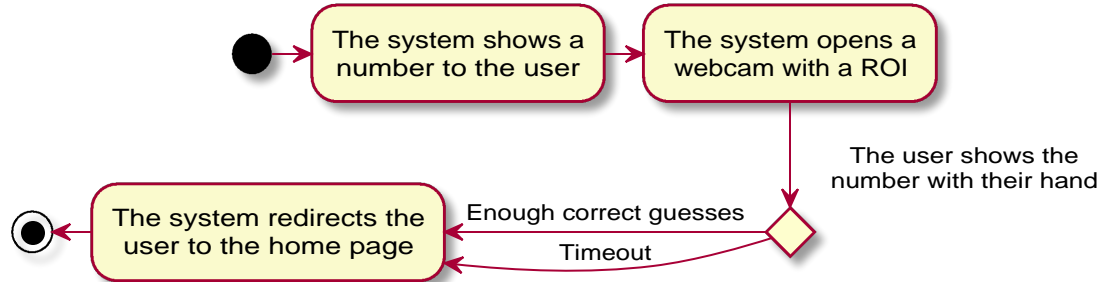 The system shows a
number to the user
The system opens a
webcam with a ROI
The user shows the
number with their hand
Enough correct guesses
Timeout
The system redirects the
user to the home page